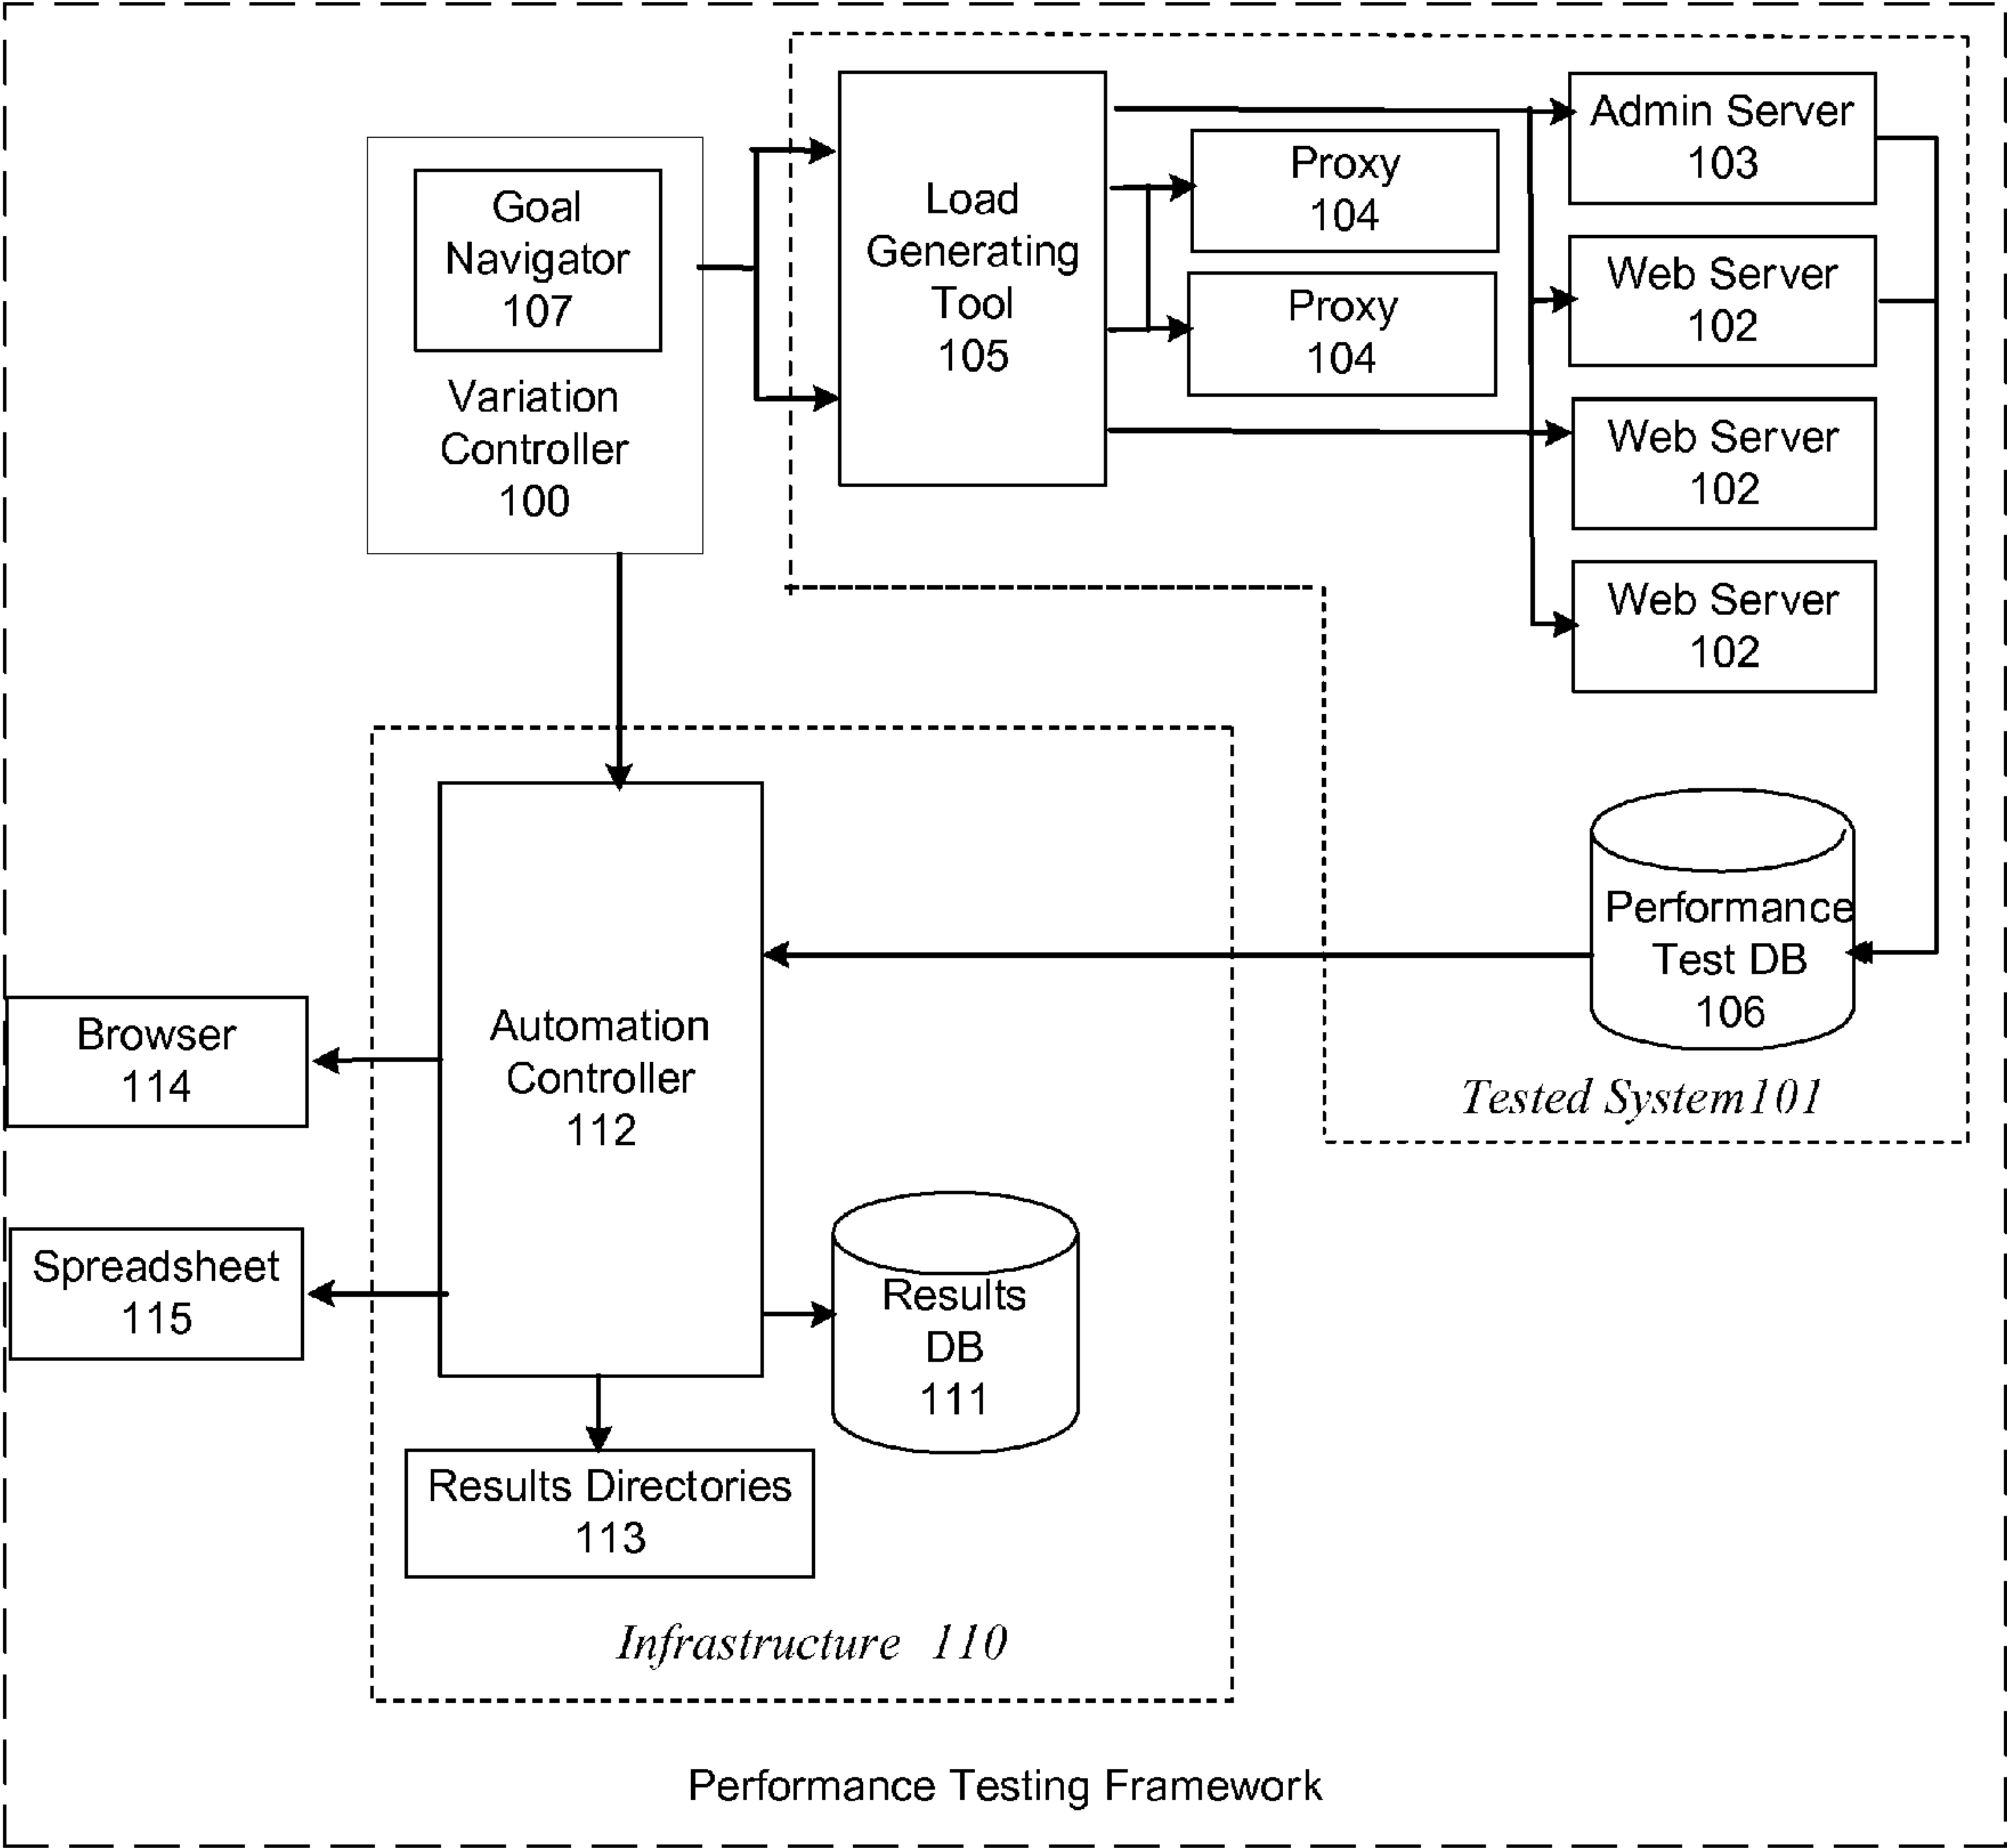 Goal
Navigator
107
Variation
Controller
100
Load
Generating
Tool
105
Proxy
104
Proxy
104
Admin Server
103
Web Server
102
Web Server
102
Web Server
102
Performance
Test DB
106
Tested System101
Automation
Controller
112
Browser
114
Spreadsheet
115
Results
DB
111
Results Directories
113
Infrastructure 110
Performance Testing Framework